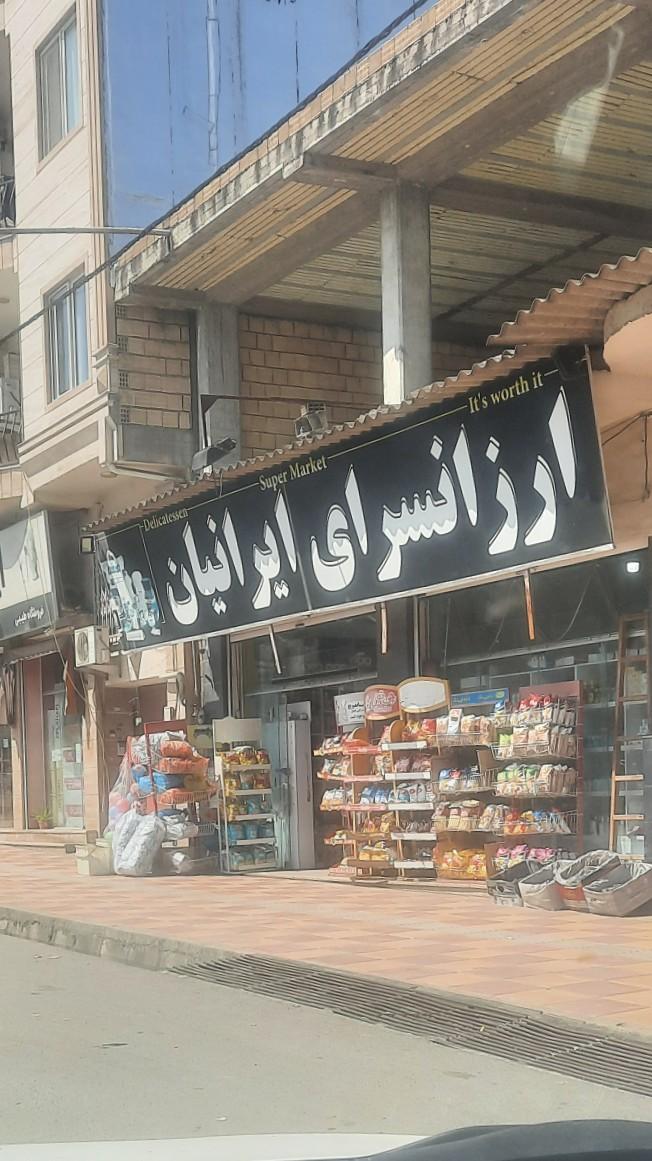 It's worth it
Super Market
Delicatessen
ارزانسرای ایرانیان